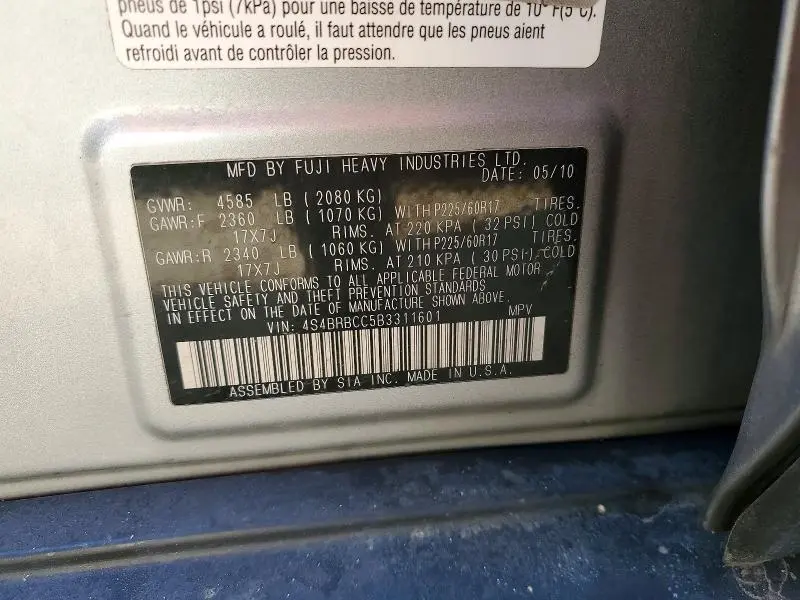 pneus de 1psi (7kPa) pour une baisse de température de 10° F(5°C).
Quand le véhicule a roulé, il faut attendre que les pneus aient
refroidi avant de contrôler la pression.
MFD BY FUJI HEAVY INDUSTRIES LTD.
DATE: 05/10
GVWR: 4585 LB ( 2080 KG)
GAWR:F 2360 LB ( 1070 KG) WITH P225/60R17 TIRES.
17X7J RIMS. AT 220 KPA ( 32 PSI) COLD
GAWR:R 2340 LB ( 1060 KG) WITH P225/60R17 TIRES.
17X7J RIMS. AT 210 KPA ( 30 PSI) COLD
THIS VEHICLE CONFORMS TO ALL APPLICABLE FEDERAL MOTOR
VEHICLE SAFETY AND THEFT PREVENTION STANDARDS
IN EFFECT ON THE DATE OF MANUFACTURE SHOWN ABOVE.
VIN: 4S4BRBCC5B3311601 MPV
ASSEMBLED BY SIA INC. MADE IN U.S.A.